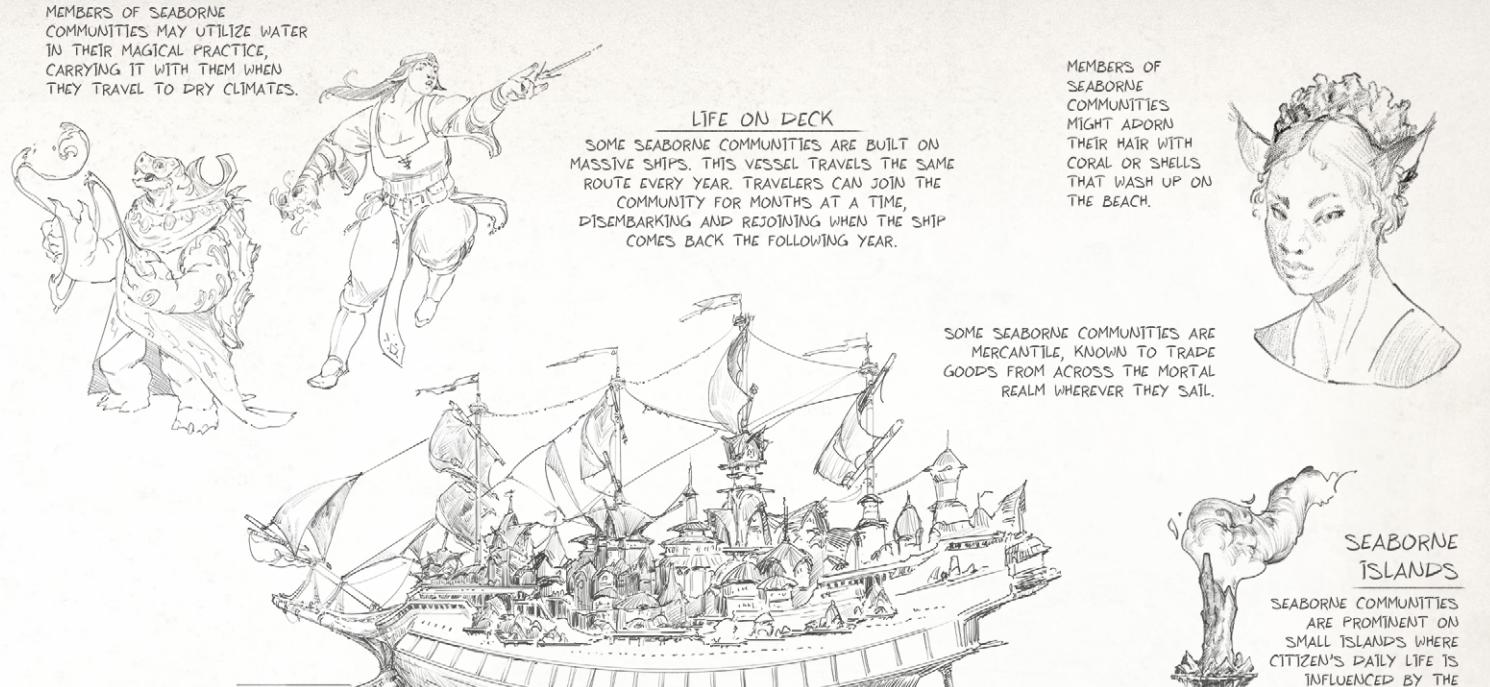 MEMBERS OF SEABORNE
COMMUNITIES MAY UTILIZE WATER
IN THEIR MAGICAL PRACTICE,
CARRYING IT WITH THEM WHEN
THEY TRAVEL TO DRY CLIMATES.
LIFE ON DECK
SOME SEABORNE COMMUNITIES ARE BUILT ON
MASSIVE SHIPS. THIS VESSEL TRAVELS THE SAME
ROUTE EVERY YEAR. TRAVELERS CAN JOIN THE
COMMUNITY FOR MONTHS AT A TIME,
DISEMBARKING AND REJOINING WHEN THE SHIP
COMES BACK THE FOLLOWING YEAR.
MEMBERS OF
SEABORNE
COMMUNITIES
MIGHT ADORN
THEIR HAIR WITH
CORAL OR SHELLS
THAT WASH UP ON
THE BEACH.
SOME SEABORNE COMMUNITIES ARE
MERCANTILE, KNOWN TO TRADE
GOODS FROM ACROSS THE MORTAL
REALM WHEREVER THEY SAIL.
SEABORNE
ISLANDS
SEABORNE COMMUNITIES
ARE PROMINENT ON
SMALL ISLANDS WHERE
CITIZEN'S DAILY LIFE IS
INFLUENCED BY THE